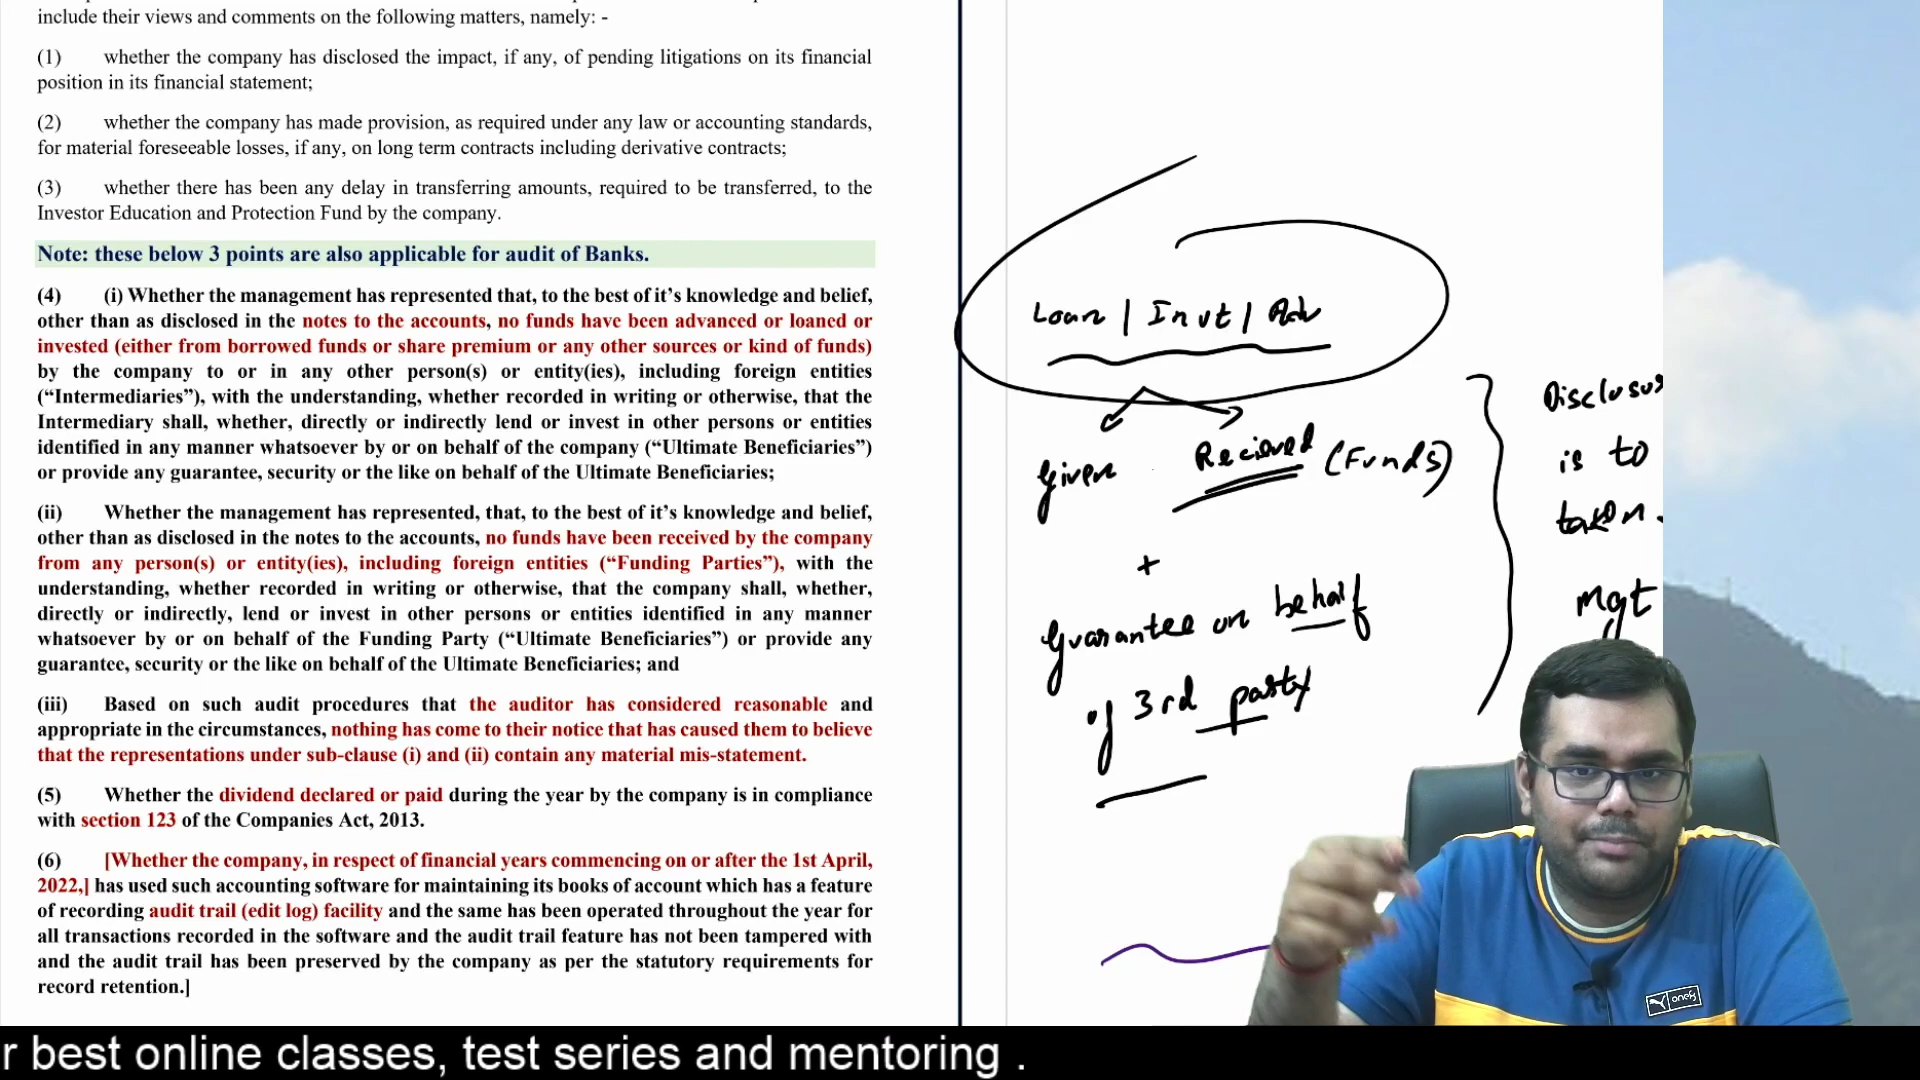 include their views and comments on the following matters, namely: -
(1) whether the company has disclosed the impact, if any, of pending litigations on its financial
position in its financial statement;
(2) whether the company has made provision, as required under any law or accounting standards,
for material foreseeable losses, if any, on long term contracts including derivative contracts;
(3) whether there has been any delay in transferring amounts, required to be transferred, to the
Investor Education and Protection Fund by the company.
Note: these below 3 points are also applicable for audit of Banks.
(4) (i) Whether the management has represented that, to the best of it’s knowledge and belief,
other than as disclosed in the notes to the accounts, no funds have been advanced or loaned or
invested (either from borrowed funds or share premium or any other sources or kind of funds)
by the company to or in any other person(s) or entity(ies), including foreign entities
(“Intermediaries”), with the understanding, whether recorded in writing or otherwise, that the
Intermediary shall, whether, directly or indirectly lend or invest in other persons or entities
identified in any manner whatsoever by or on behalf of the company (“Ultimate Beneficiaries”)
or provide any guarantee, security or the like on behalf of the Ultimate Beneficiaries;
(ii) Whether the management has represented, that, to the best of it’s knowledge and belief,
other than as disclosed in the notes to the accounts, no funds have been received by the company
from any person(s) or entity(ies), including foreign entities (“Funding Parties”), with the
understanding, whether recorded in writing or otherwise, that the company shall, whether,
directly or indirectly, lend or invest in other persons or entities identified in any manner
whatsoever by or on behalf of the Funding Party (“Ultimate Beneficiaries”) or provide any
guarantee, security or the like on behalf of the Ultimate Beneficiaries; and
(iii) Based on such audit procedures that the auditor has considered reasonable and
appropriate in the circumstances, nothing has come to their notice that has caused them to believe
that the representations under sub-clause (i) and (ii) contain any material mis-statement.
(5) Whether the dividend declared or paid during the year by the company is in compliance
with section 123 of the Companies Act, 2013.
(6) [Whether the company, in respect of financial years commencing on or after the 1st April,
2022,] has used such accounting software for maintaining its books of account which has a feature
of recording audit trail (edit log) facility and the same has been operated throughout the year for
all transactions recorded in the software and the audit trail feature has not been tampered with
and the audit trail has been preserved by the company as per the statutory requirements for
record retention.]
Loan | Invt | Adv
Given Recieved (Funds)
+
Guarantee on behalf
of 3rd party
is to
taken.
Mgt
r best online classes, test series and mentoring .